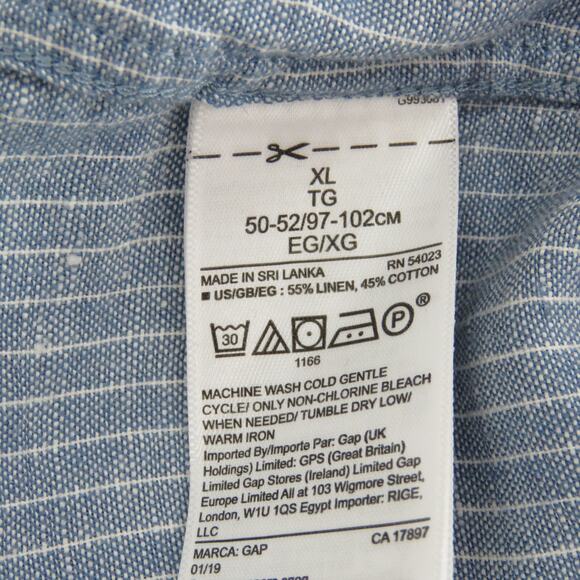 G993681
XL
TG
50-52/97-102CM
EG/XG
MADE IN SRI LANKA RN 54023
■ US/GB/EG : 55% LINEN, 45% COTTON
30 P ®
1166
MACHINE WASH COLD GENTLE
CYCLE/ ONLY NON-CHLORINE BLEACH
WHEN NEEDED/ TUMBLE DRY LOW/
WARM IRON
Imported By/Importe Par: Gap (UK
Holdings) Limited: GPS (Great Britain)
Limited Gap Stores (Ireland) Limited Gap
Europe Limited All at 103 Wigmore Street,
London, W1U 1QS Egypt Importer: RIGE,
LLC
MARCA: GAP CA 17897
01/19